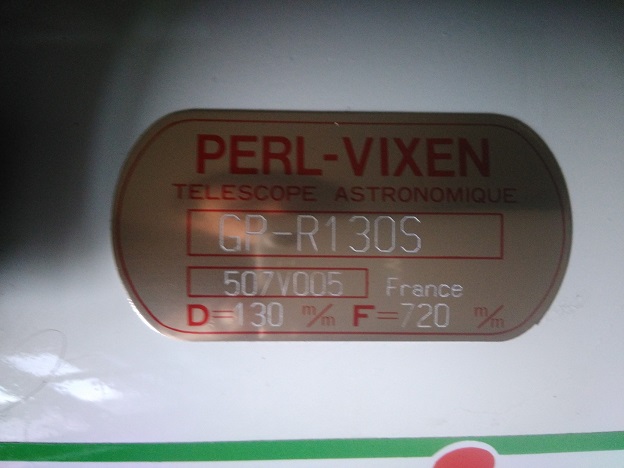 PERL-VIXEN
TELESCOPE ASTRONOMIQUE
GP-R130S
507V005 France
D=130 m/m F=720 m/m